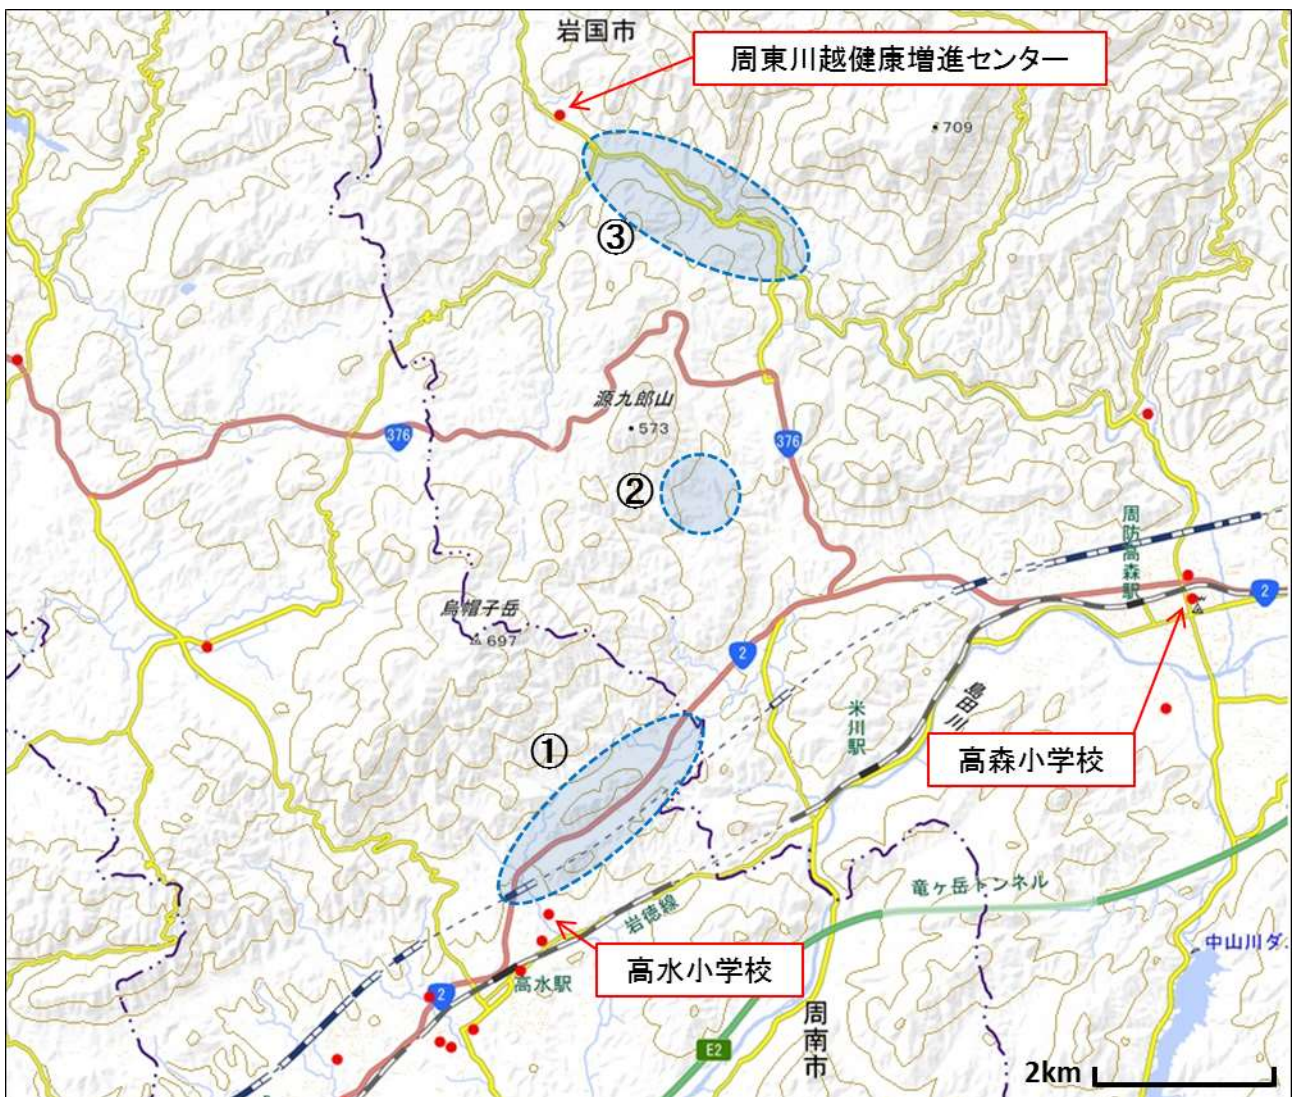 岩国市
周東川越健康増進センター
709
③
源九郎山
573
376
376
②
周防高森駅
2
烏帽子岳
697
2
島田川
米川駅
①
高森小学校
竜ヶ岳トンネル
岩徳線
中山川ダ
高水小学校
高水駅
2
周南市
E2
2km